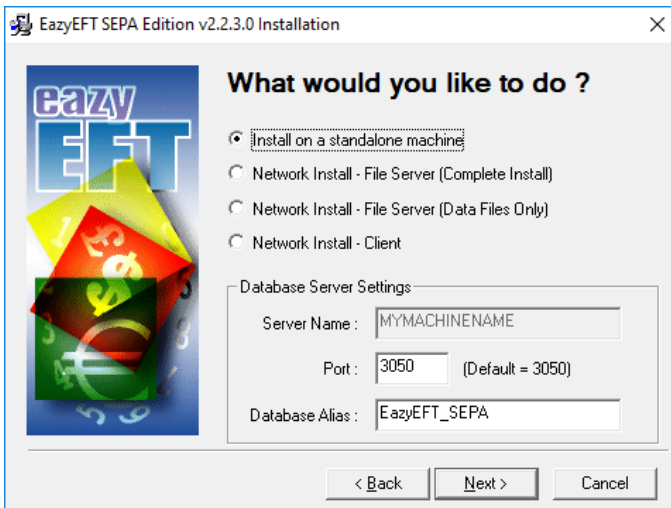 EazyEFT SEPA Edition v2.2.3.0 Installation
eazy
EFT
What would you like to do ?
Install on a standalone machine
Network Install - File Server (Complete Install)
Network Install - File Server (Data Files Only)
Network Install - Client
Database Server Settings
Server Name : MYMACHINENAME
Port : 3050 (Default = 3050)
Database Alias : EazyEFT_SEPA
< Back Next > Cancel